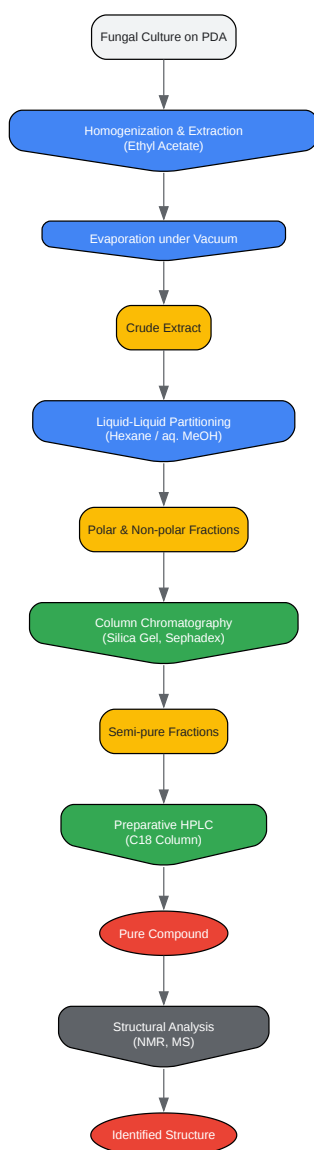 Fungal Culture on PDA
Homogenization & Extraction
(Ethyl Acetate)
Evaporation under Vacuum
Crude Extract
Liquid-Liquid Partitioning
(Hexane / aq. MeOH)
Polar & Non-polar Fractions
Column Chromatography
(Silica Gel, Sephadex)
Semi-pure Fractions
Preparative HPLC
(C18 Column)
Pure Compound
Structural Analysis
(NMR, MS)
Identified Structure